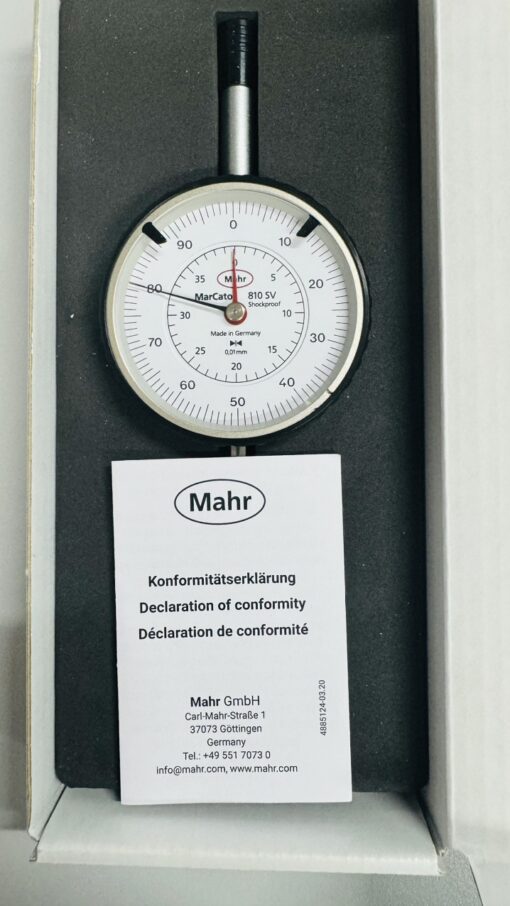 0
10
20
30
40
50
60
70
80
90
0
5
10
15
20
25
30
35
Mahr
MarCator 810 SV
Shockproof
Made in Germany
0,01mm
Mahr
Konformitätserklärung
Declaration of conformity
Déclaration de conformité
Mahr GmbH
Carl-Mahr-Straße 1
37073 Göttingen
Germany
Tel.: +49 551 7073 0
info@mahr.com, www.mahr.com
4885124-03.20